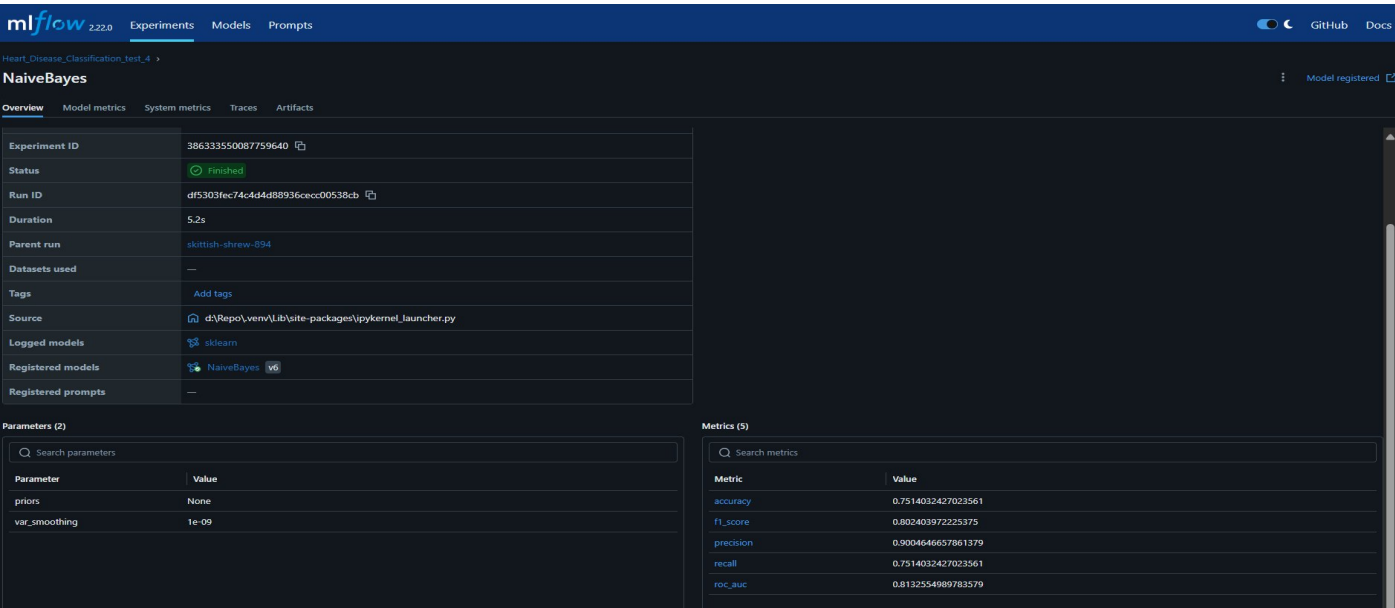 mlflow 2.22.0 Experiments Models Prompts GitHub Docs
Heart_Disease_Classification_test_4 >
NaiveBayes Model registered
Overview Model metrics System metrics Traces Artifacts
Experiment ID 386333550087759640
Status Finished
Run ID df5303fec74c4d4d88936cecc00538cb
Duration 5.2s
Parent run skittish-shrew-894
Datasets used —
Tags Add tags
Source d:\Repo\.venv\Lib\site-packages\ipykernel_launcher.py
Logged models sklearn
Registered models NaiveBayes v6
Registered prompts —
Parameters (2)
Search parameters
Parameter Value
priors None
var_smoothing 1e-09
Metrics (5)
Search metrics
Metric Value
accuracy 0.7514032427023561
f1_score 0.802403972225375
precision 0.9004646657861379
recall 0.7514032427023561
roc_auc 0.8132554989783579